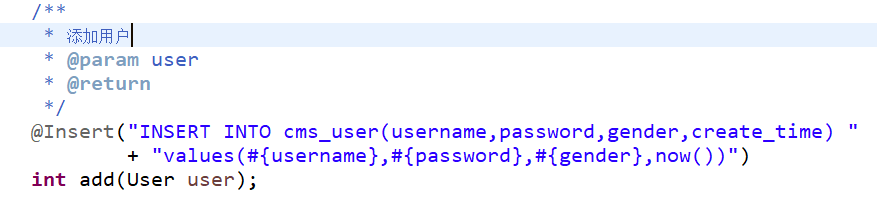 /**
* 添加用户
* @param user
* @return
*/
@Insert("INSERT INTO cms_user(username,password,gender,create_time) "
+ "values(#{username},#{password},#{gender},now())")
int add(User user);